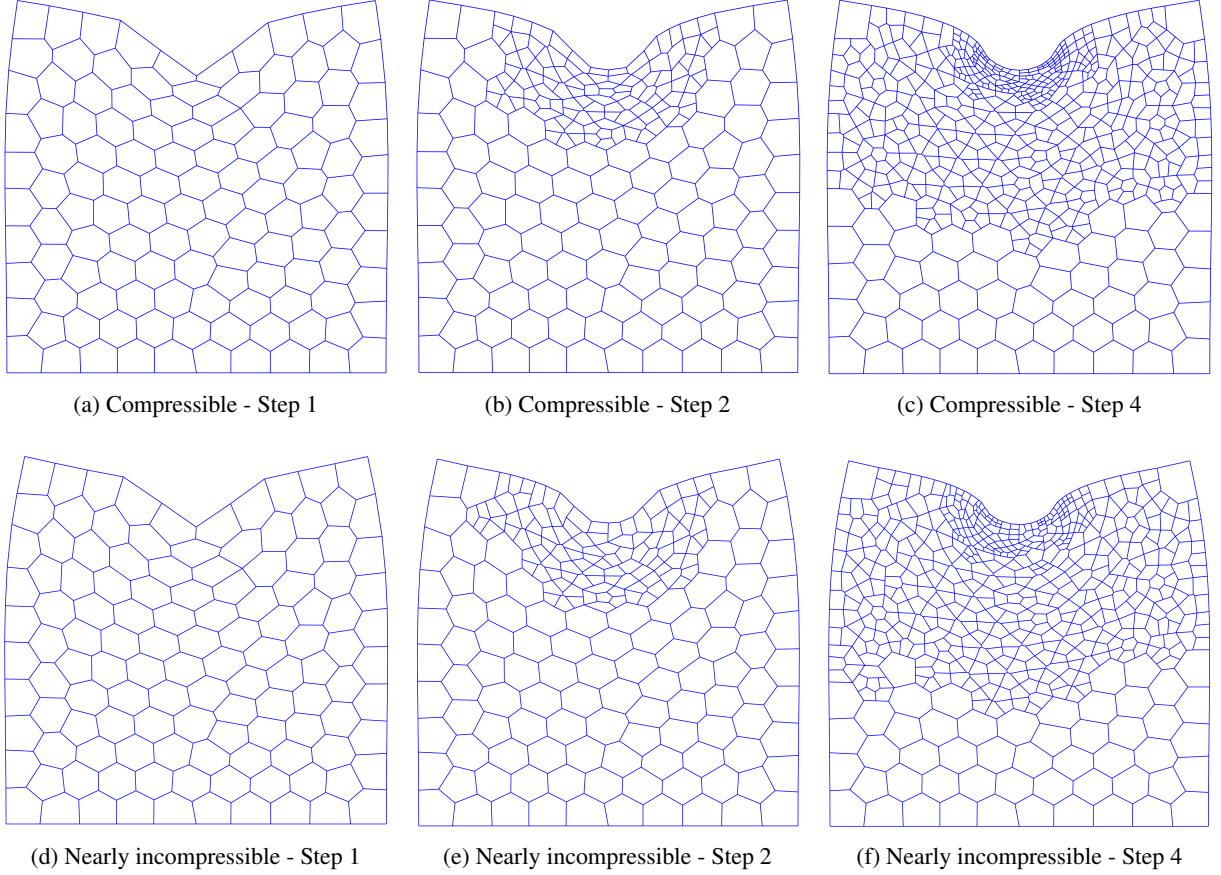 (a) Compressible - Step 1
(b) Compressible - Step 2
(c) Compressible - Step 4
(d) Nearly incompressible - Step 1
(e) Nearly incompressible - Step 2
(f) Nearly incompressible - Step 4